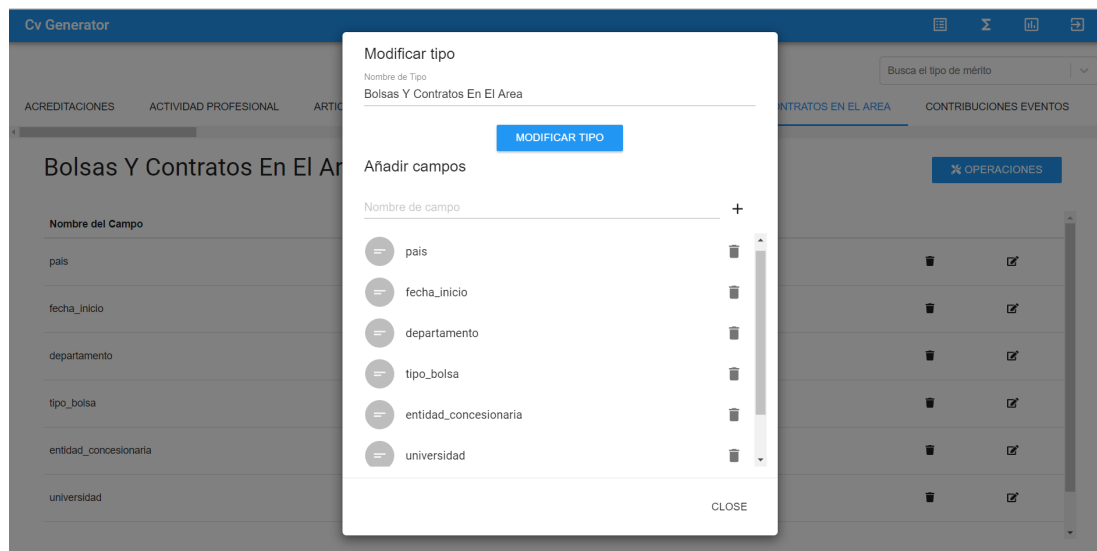 Cv Generator
Busca el tipo de mérito
ACREDITACIONES ACTIVIDAD PROFESIONAL ARTIC NTRATOS EN EL AREA CONTRIBUCIONES EVENTOS
Bolsas Y Contratos En El Ar
OPERACIONES
Nombre del Campo
pais
fecha_inicio
departamento
tipo_bolsa
entidad_concesionaria
universidad
Modificar tipo
Nombre de Tipo
Bolsas Y Contratos En El Area
MODIFICAR TIPO
Añadir campos
Nombre de campo
pais
fecha_inicio
departamento
tipo_bolsa
entidad_concesionaria
universidad
CLOSE